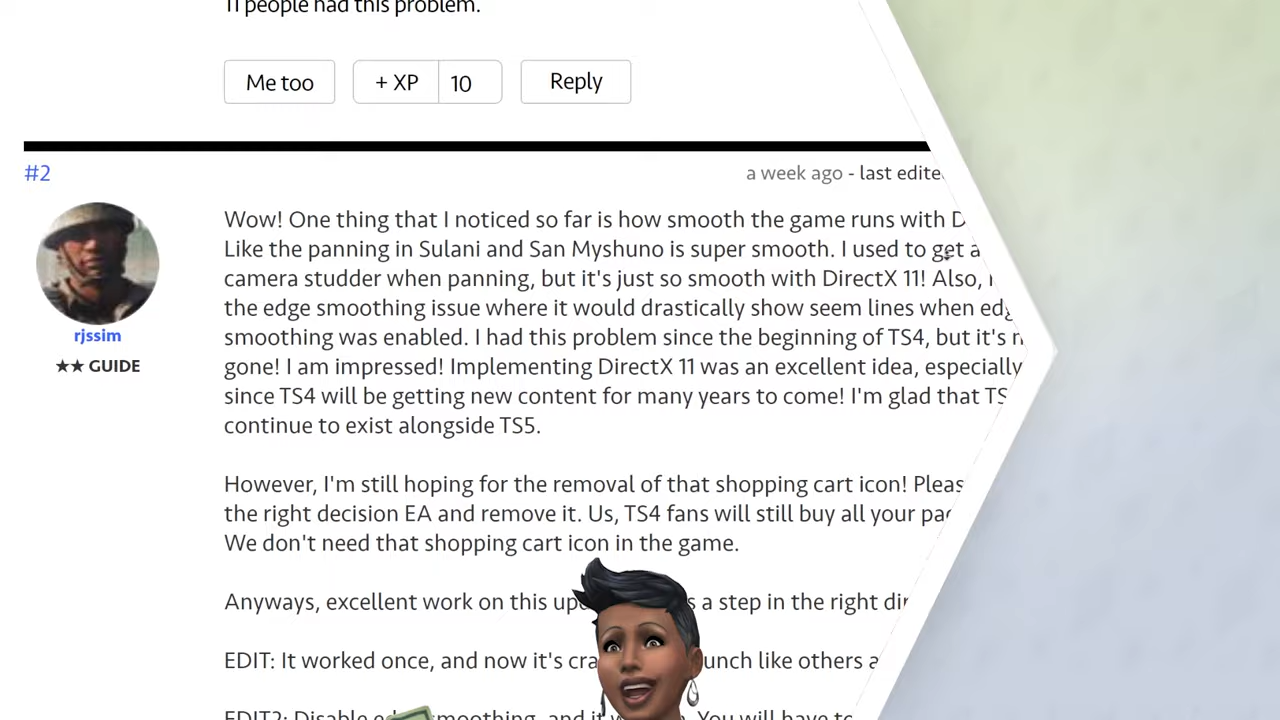 11 people had this problem.
Me too
+ XP
10
Reply
#2
a week ago - last edite
Wow! One thing that I noticed so far is how smooth the game runs with D
Like the panning in Sulani and San Myshuno is super smooth. I used to get a
camera studder when panning, but it's just so smooth with DirectX 11! Also,
the edge smoothing issue where it would drastically show seem lines when edg
smoothing was enabled. I had this problem since the beginning of TS4, but it's
rjssim
★★ GUIDE
gone! I am impressed! Implementing DirectX 11 was an excellent idea, especially
since TS4 will be getting new content for many years to come! I'm glad that TS
continue to exist alongside TS5.
However, I'm still hoping for the removal of that shopping cart icon! Pleas
the right decision EA and remove it. Us, TS4 fans will still buy all your pac
We don't need that shopping cart icon in the game.
Anyways, excellent work on this up s a step in the right dir
EDIT: It worked once, and now it's cra unch like others a
EDIT2: Disable smoothing, and it You will have to